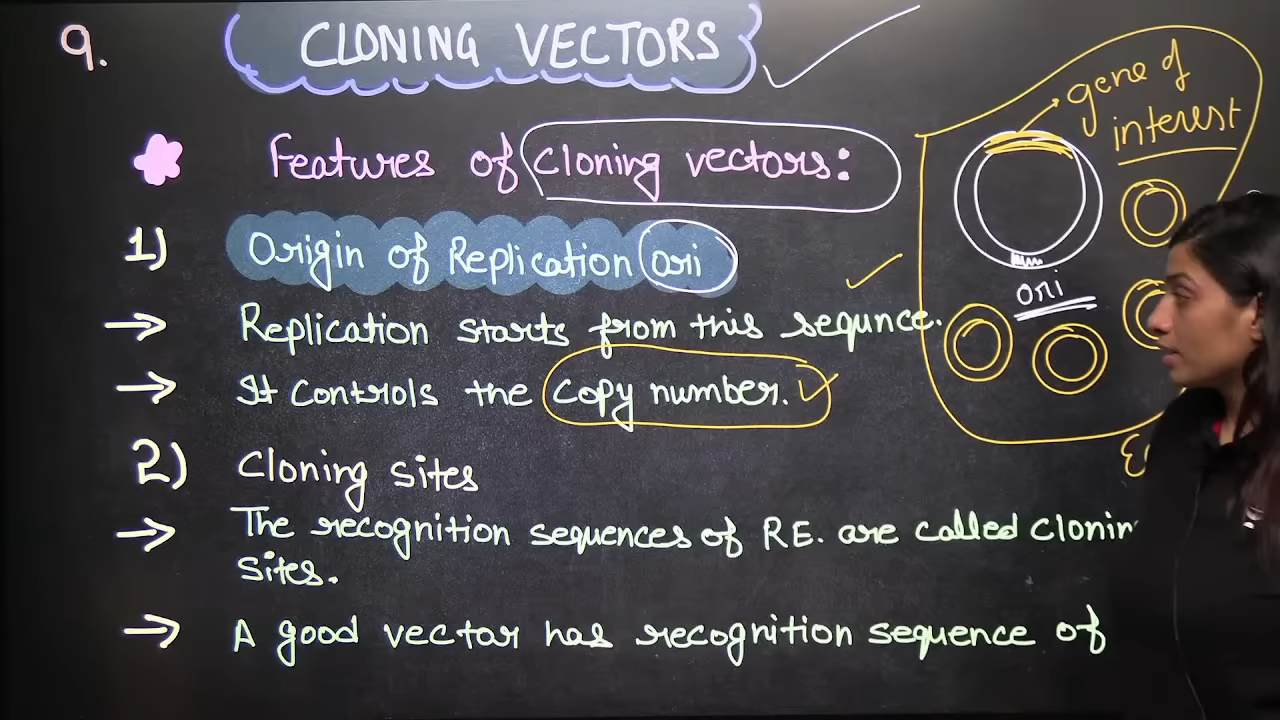 9.
CLONING VECTORS
Features of cloning vectors:
1) Origin of Replication ori
→ Replication starts from this sequnce.
→ It controls the copy number.
2) Cloning sites
→ The recognition sequences of R.E. are called
sites.
→ A good vector has recognition sequence of
gene of
interest
ori